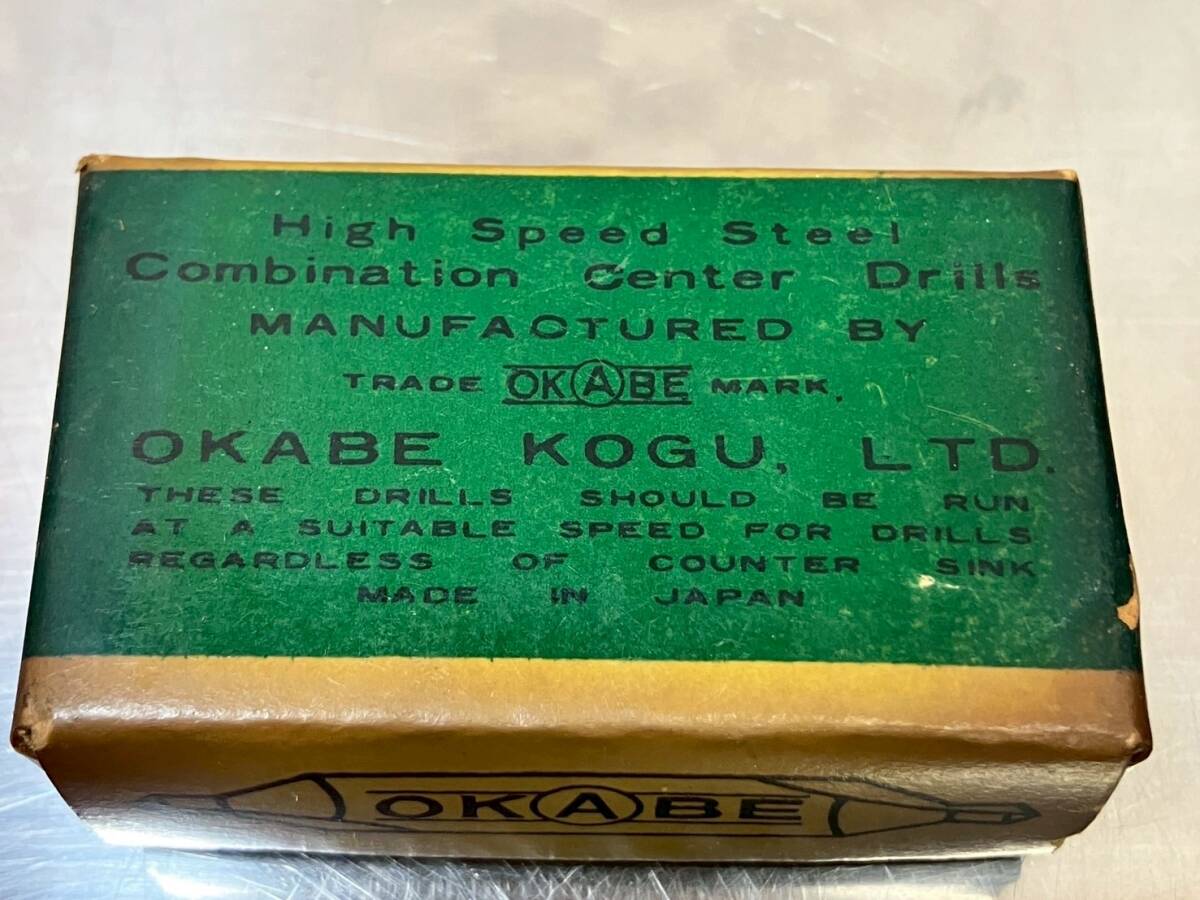 High Speed Steel
Combination Center Drills
MANUFACTURED BY
TRADE OKABE MARK.
OKABE KOGU, LTD.
THESE DRILLS SHOULD BE RUN
AT A SUITABLE SPEED FOR DRILLS
REGARDLESS OF COUNTER SINK
MADE IN JAPAN
OKABE